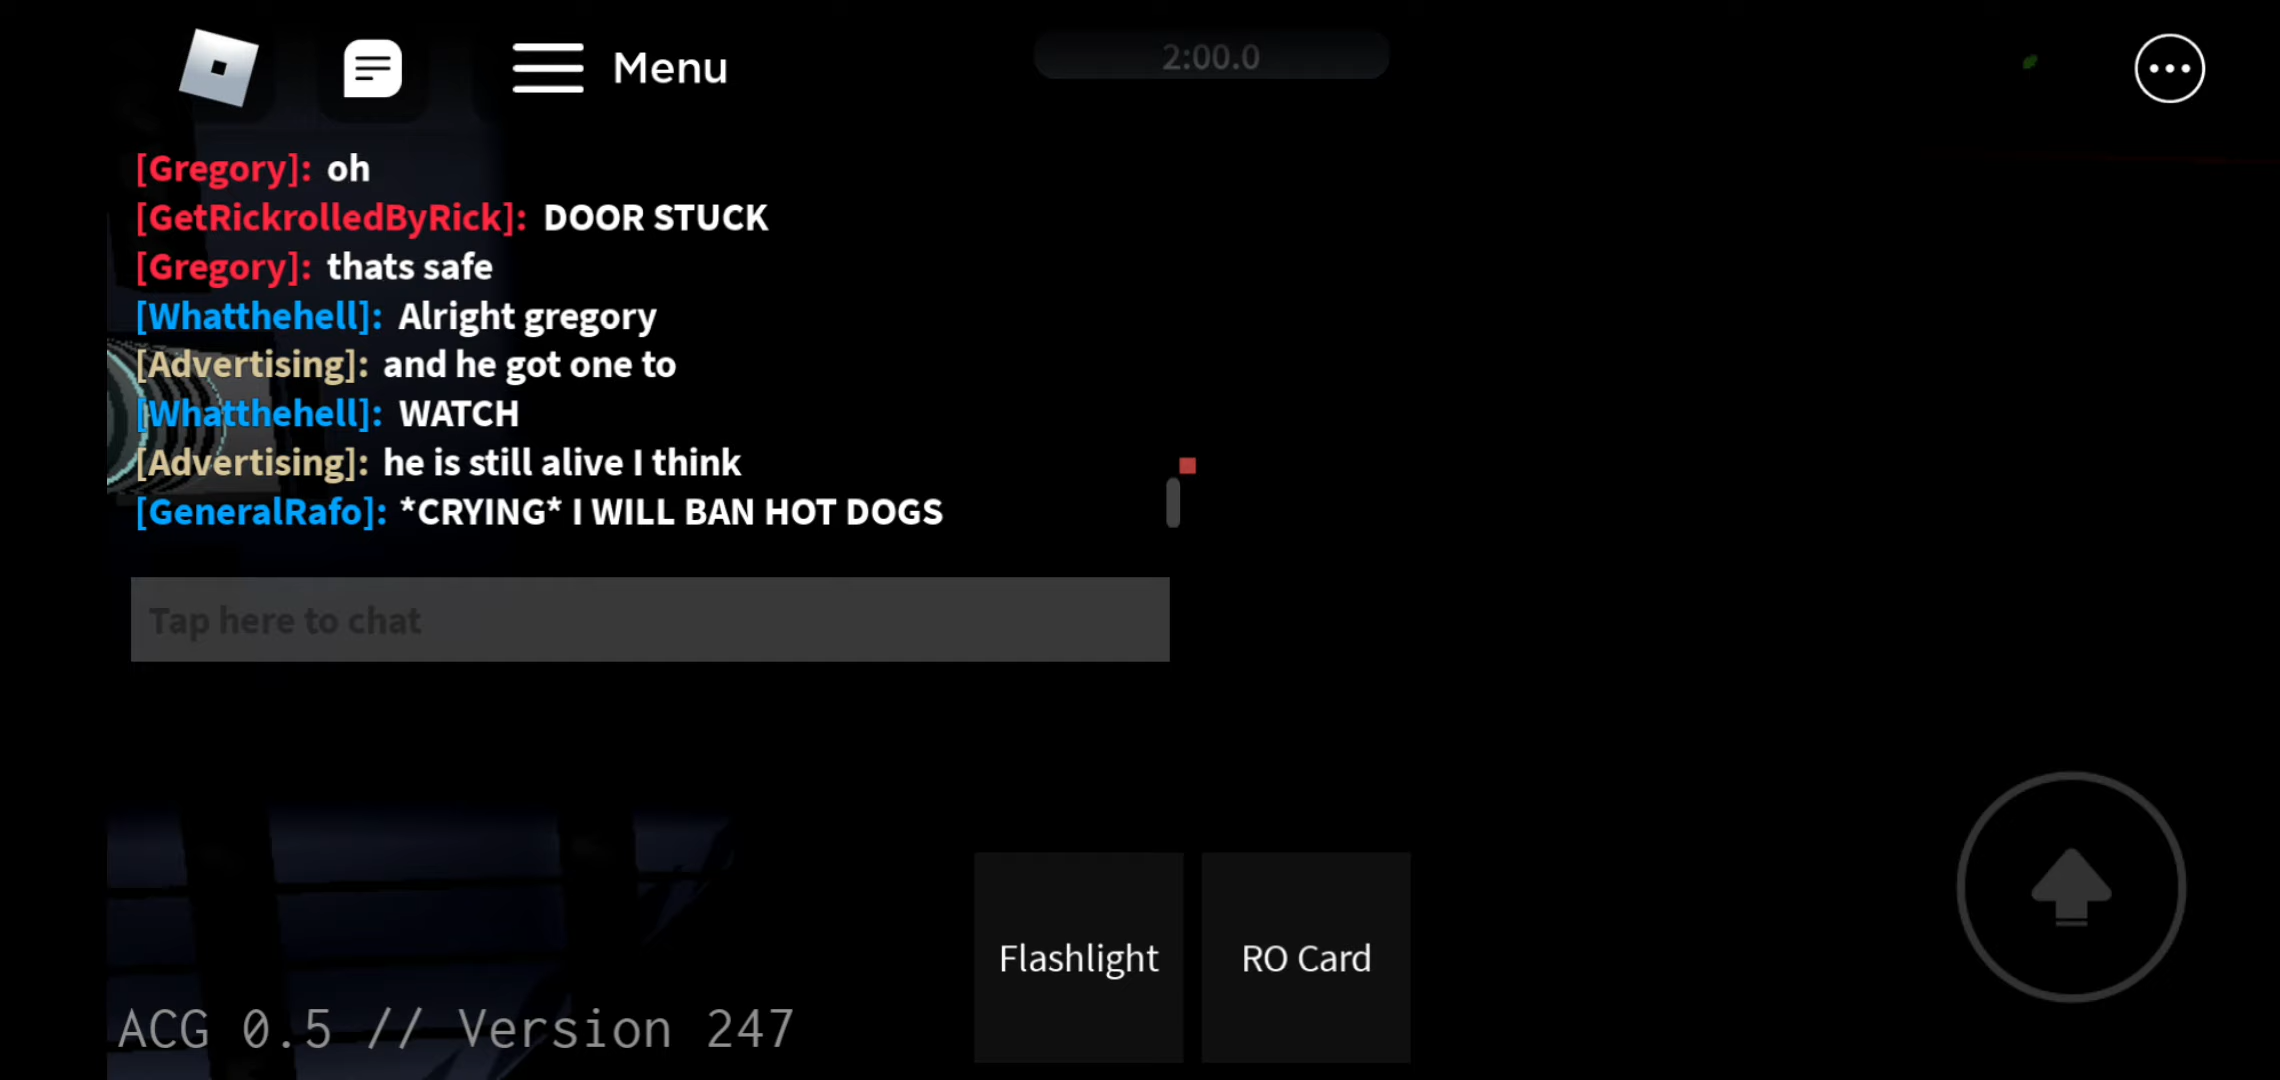 Menu
2:00.0
[Gregory]: oh
[GetRickrolledByRick]: DOOR STUCK
[Gregory]: thats safe
[Whatthehell]: Alright gregory
[Advertising]: and he got one to
[Whatthehell]: WATCH
[Advertising]: he is still alive I think
[GeneralRafo]: *CRYING* I WILL BAN HOT DOGS
Tap here to chat
Flashlight
RO Card
ACG 0.5 // Version 247